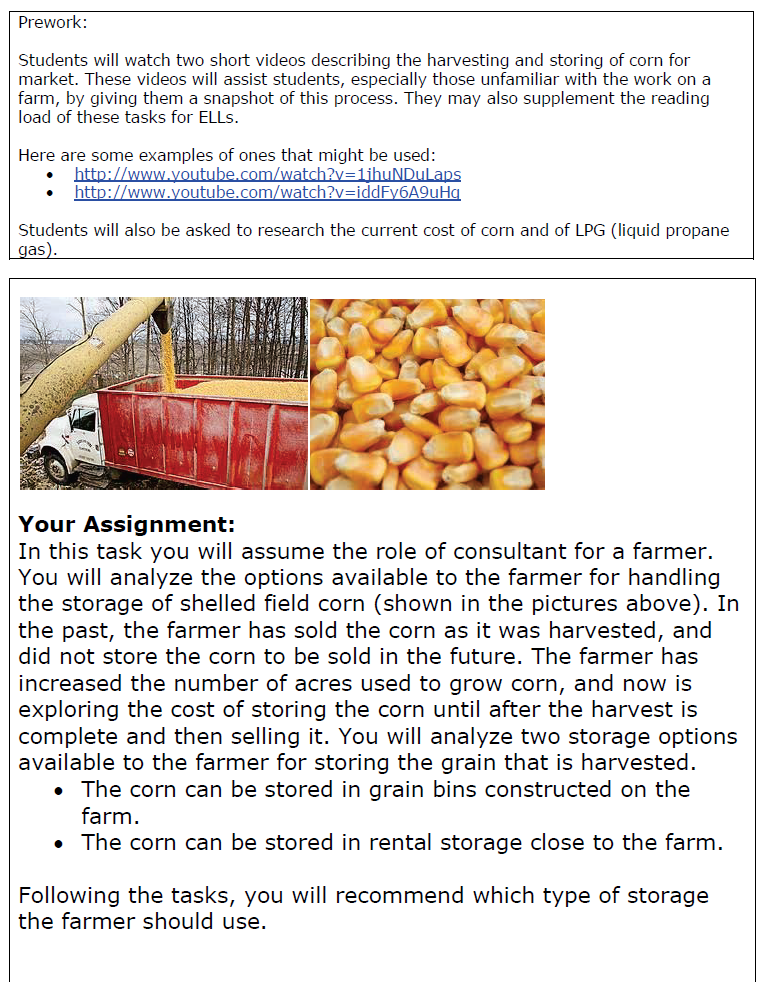 Prework:
Students will watch two short videos describing the harvesting and storing of corn for
market. These videos will assist students, especially those unfamiliar with the work on a
farm, by giving them a snapshot of this process. They may also supplement the reading
load of these tasks for ELLs.
Here are some examples of ones that might be used:
• http://www.youtube.com/watch?v=1jhuNDuLaps
• http://www.youtube.com/watch?v=iddFy6A9uHg
Students will also be asked to research the current cost of corn and of LPG (liquid propane
gas).
Your Assignment:
In this task you will assume the role of consultant for a farmer.
You will analyze the options available to the farmer for handling
the storage of shelled field corn (shown in the pictures above). In
the past, the farmer has sold the corn as it was harvested, and
did not store the corn to be sold in the future. The farmer has
increased the number of acres used to grow corn, and now is
exploring the cost of storing the corn until after the harvest is
complete and then selling it. You will analyze two storage options
available to the farmer for storing the grain that is harvested.
• The corn can be stored in grain bins constructed on the
farm.
• The corn can be stored in rental storage close to the farm.
Following the tasks, you will recommend which type of storage
the farmer should use.